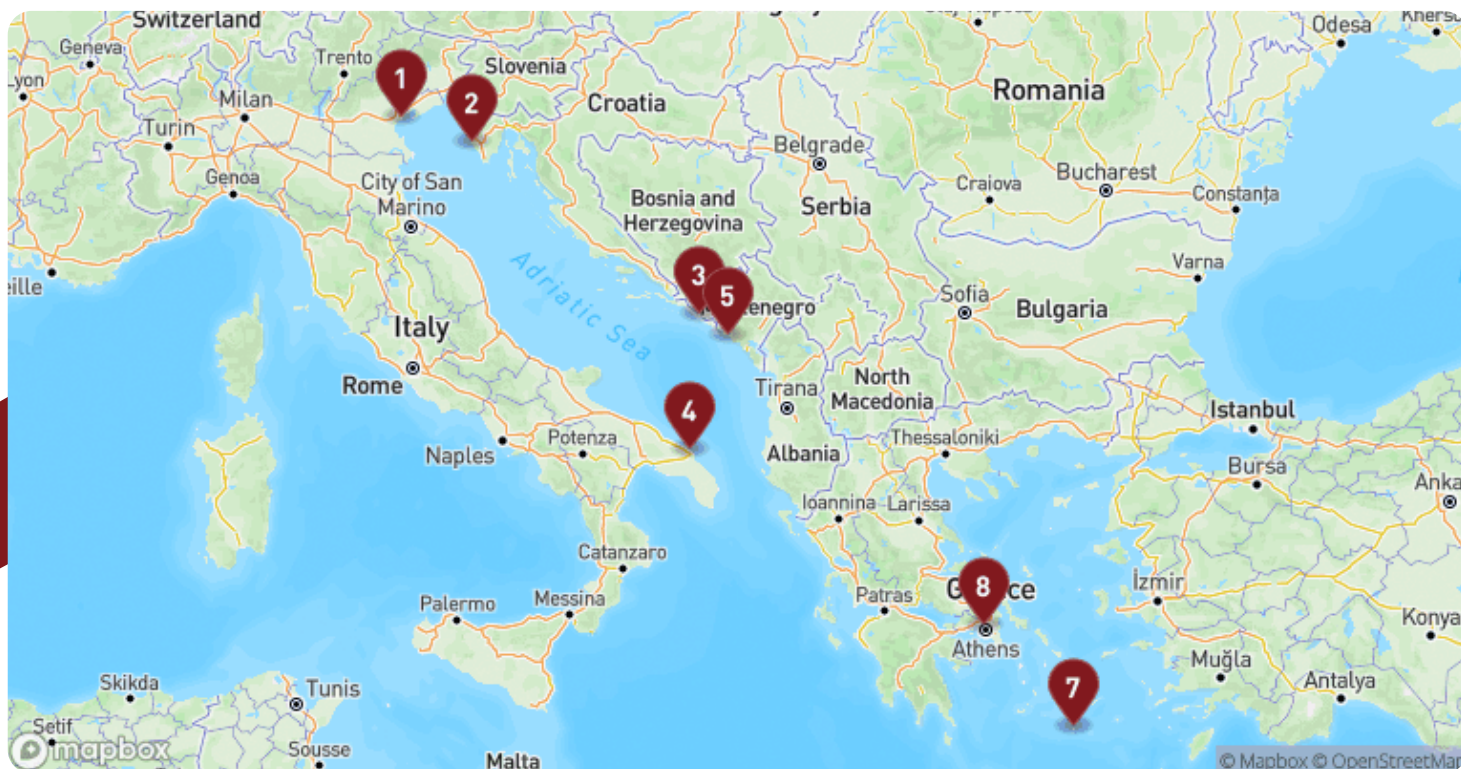 Switzerland
Geneva
Lyon
Trento
Slovenia
Milan
Turin
Genoa
Croatia
City of San
Marino
Romania
Odesa
Belgrade
Bucharest
Craiova
Constanța
Bosnia and
Herzegovina
Serbia
Varna
eille
Adriatic Sea
tenegro
Sofia
Bulgaria
Italy
Rome
Tirana
North
Macedonia
Istanbul
Naples
Potenza
Albania
Thessaloniki
Bursa
Anka
Ioannina
Larissa
Catanzaro
İzmir
Palermo
Messina
Patras
G
ce
Konya
Athens
Muğla
Antalya
Skikda
Tunis
Setif
Sousse
Malta
1
2
3
5
4
8
7
mapbox
© Mapbox © OpenStreetMap